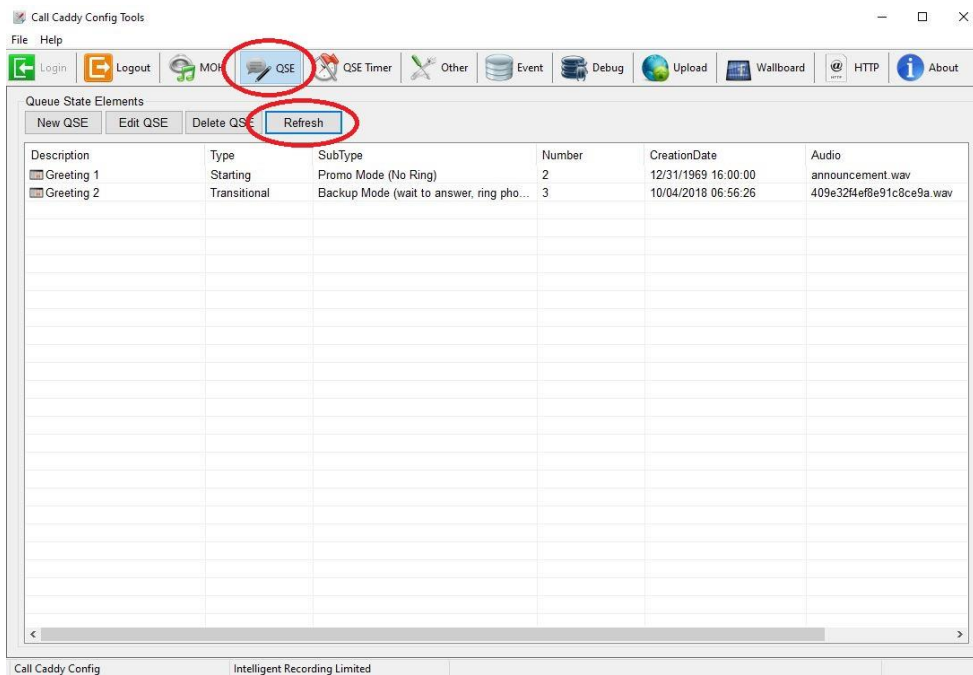 Call Caddy Config Tools
File Help
Login Logout MOH QSE QSE Timer Other Event Debug Upload Wallboard HTTP About
Queue State Elements
New QSE Edit QSE Delete QSE Refresh
Description Type SubType Number CreationDate Audio
Greeting 1 Starting Promo Mode (No Ring) 2 12/31/1969 16:00:00 announcement.wav
Greeting 2 Transitional Backup Mode (wait to answer, ring pho... 3 10/04/2018 06:56:26 409e32f4ef8e91c8ce9a.wav
Call Caddy Config Intelligent Recording Limited